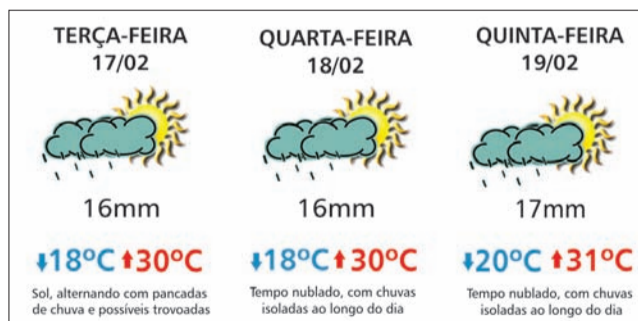 TERÇA-FEIRA
17/02
16mm
18ºC 30ºC
Sol, alternando com pancadas
de chuva e possíveis trovoadas
QUARTA-FEIRA
18/02
16mm
18ºC 30ºC
Tempo nublado, com chuvas
isoladas ao longo do dia
QUINTA-FEIRA
19/02
17mm
20ºC 31ºC
Tempo nublado, com chuvas
isoladas ao longo do dia